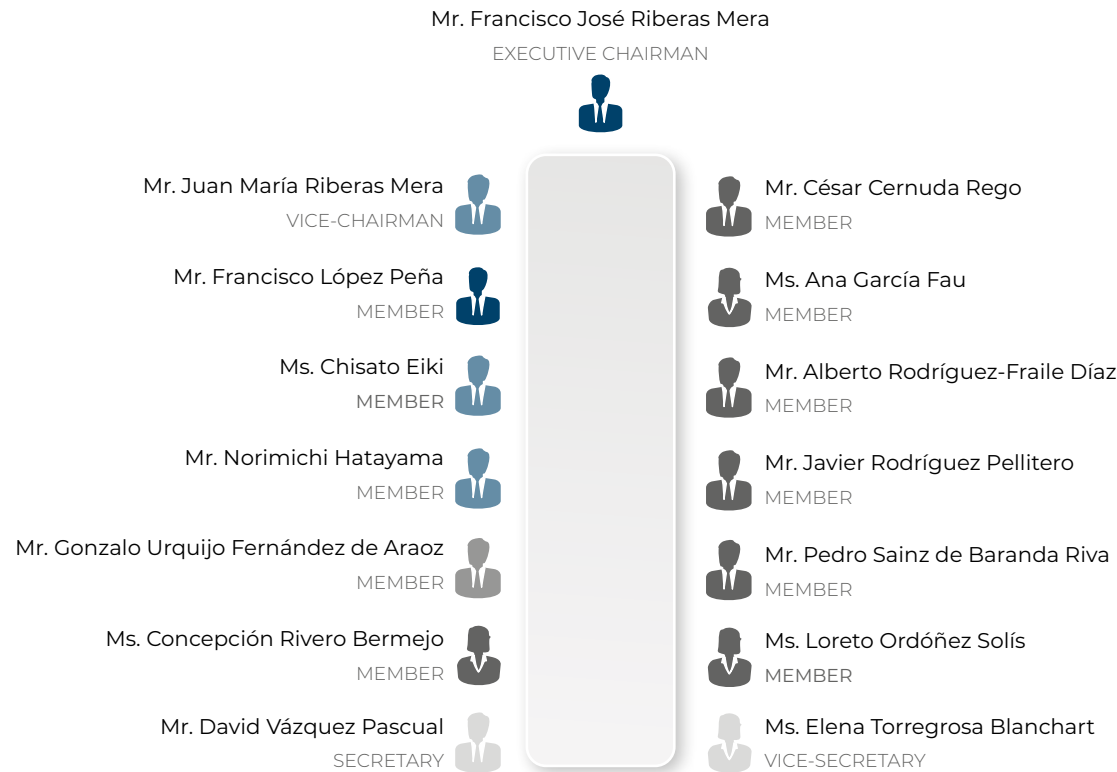 Mr. Francisco José Riberas Mera
EXECUTIVE CHAIRMAN
Mr. Juan María Riberas Mera
VICE-CHAIRMAN
Mr. Francisco López Peña
MEMBER
Ms. Chisato Eiki
MEMBER
Mr. Norimichi Hatayama
MEMBER
Mr. Gonzalo Urquijo Fernández de Araoz
MEMBER
Ms. Concepción Rivero Bermejo
MEMBER
Mr. David Vázquez Pascual
SECRETARY
Mr. César Cernuda Rego
MEMBER
Ms. Ana García Fau
MEMBER
Mr. Alberto Rodríguez-Fraile Díaz
MEMBER
Mr. Javier Rodríguez Pellitero
MEMBER
Mr. Pedro Sainz de Baranda Riva
MEMBER
Ms. Loreto Ordóñez Solís
MEMBER
Ms. Elena Torregrosa Blanchart
VICE-SECRETARY